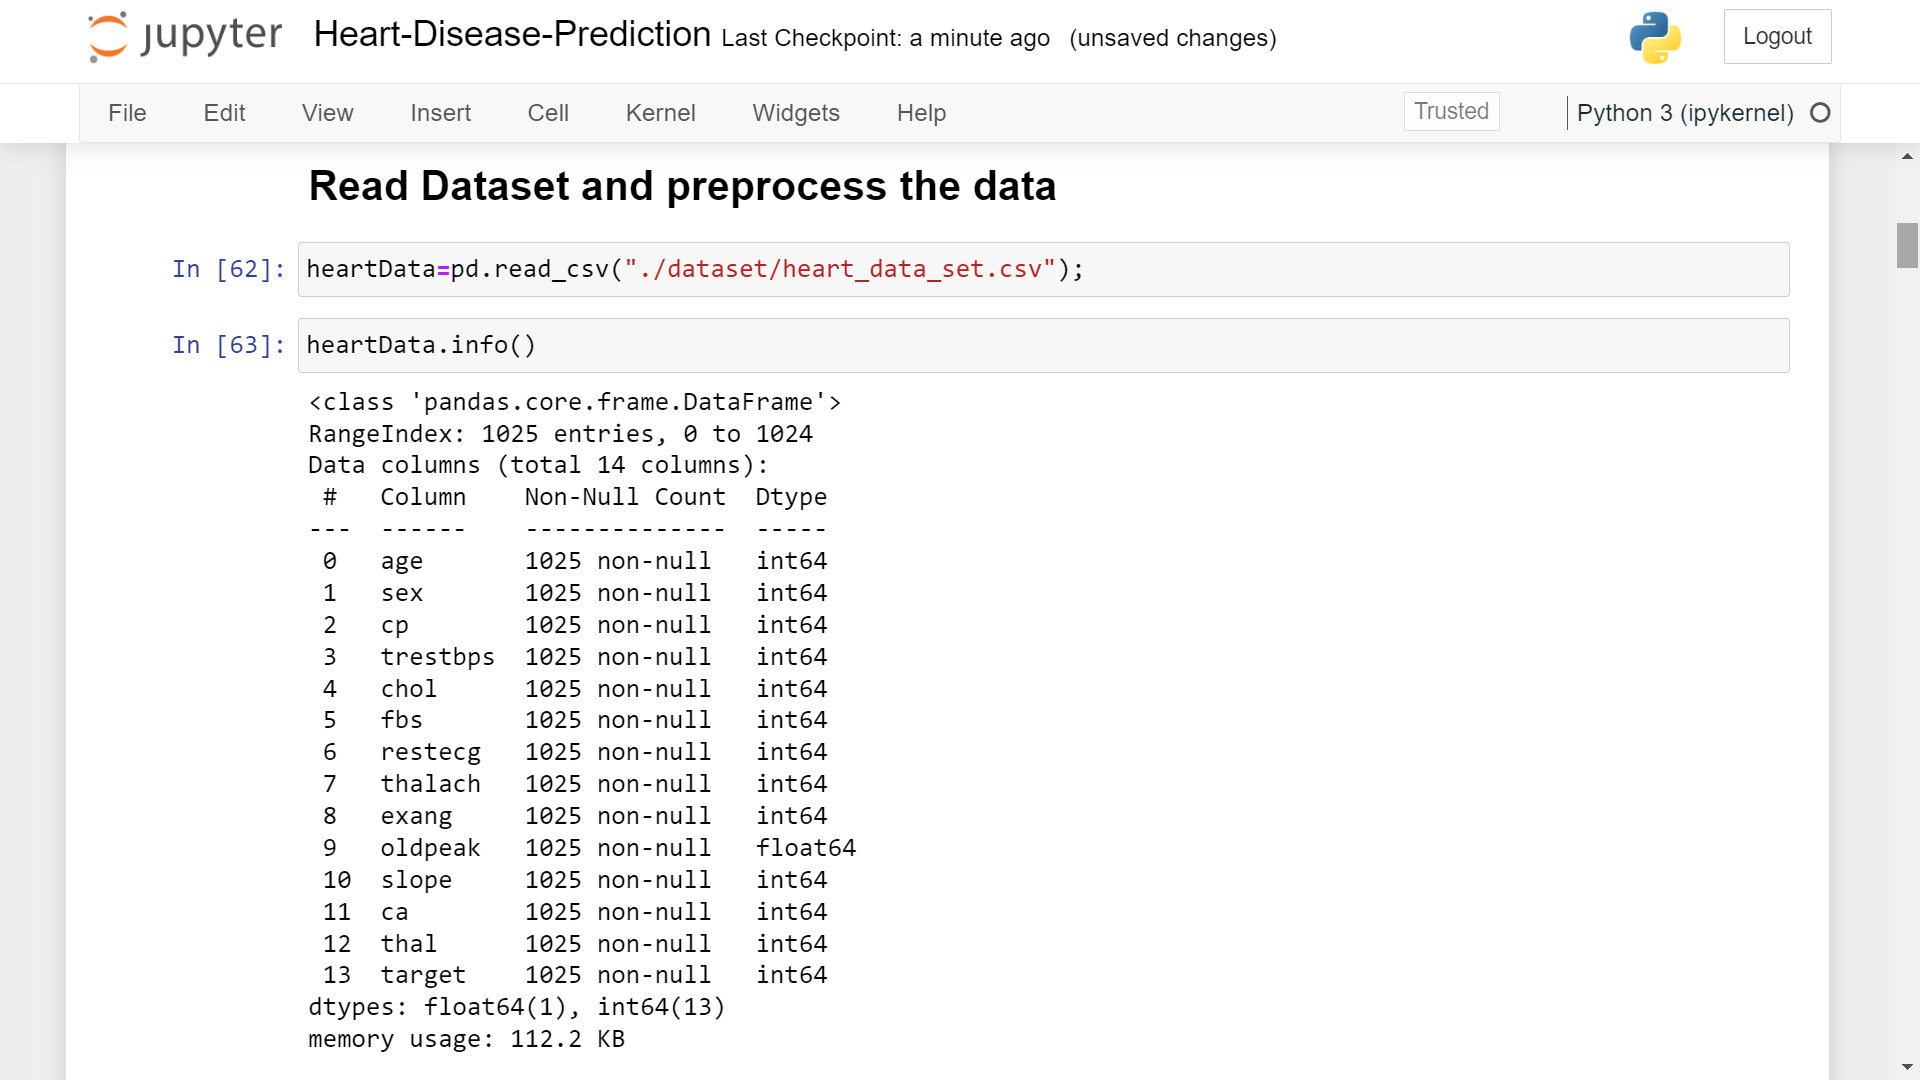 jupyter Heart-Disease-Prediction Last Checkpoint: a minute ago (unsaved changes) Logout
File Edit View Insert Cell Kernel Widgets Help Trusted Python 3 (ipykernel)
Read Dataset and preprocess the data
In [62]: heartData=pd.read_csv("./dataset/heart_data_set.csv");
In [63]: heartData.info()
<class 'pandas.core.frame.DataFrame'>
RangeIndex: 1025 entries, 0 to 1024
Data columns (total 14 columns):
 #   Column    Non-Null Count  Dtype
---  ------    --------------  -----
 0   age       1025 non-null   int64
 1   sex       1025 non-null   int64
 2   cp        1025 non-null   int64
 3   trestbps  1025 non-null   int64
 4   chol      1025 non-null   int64
 5   fbs       1025 non-null   int64
 6   restecg   1025 non-null   int64
 7   thalach   1025 non-null   int64
 8   exang     1025 non-null   int64
 9   oldpeak   1025 non-null   float64
 10  slope     1025 non-null   int64
 11  ca        1025 non-null   int64
 12  thal      1025 non-null   int64
 13  target    1025 non-null   int64
dtypes: float64(1), int64(13)
memory usage: 112.2 KB